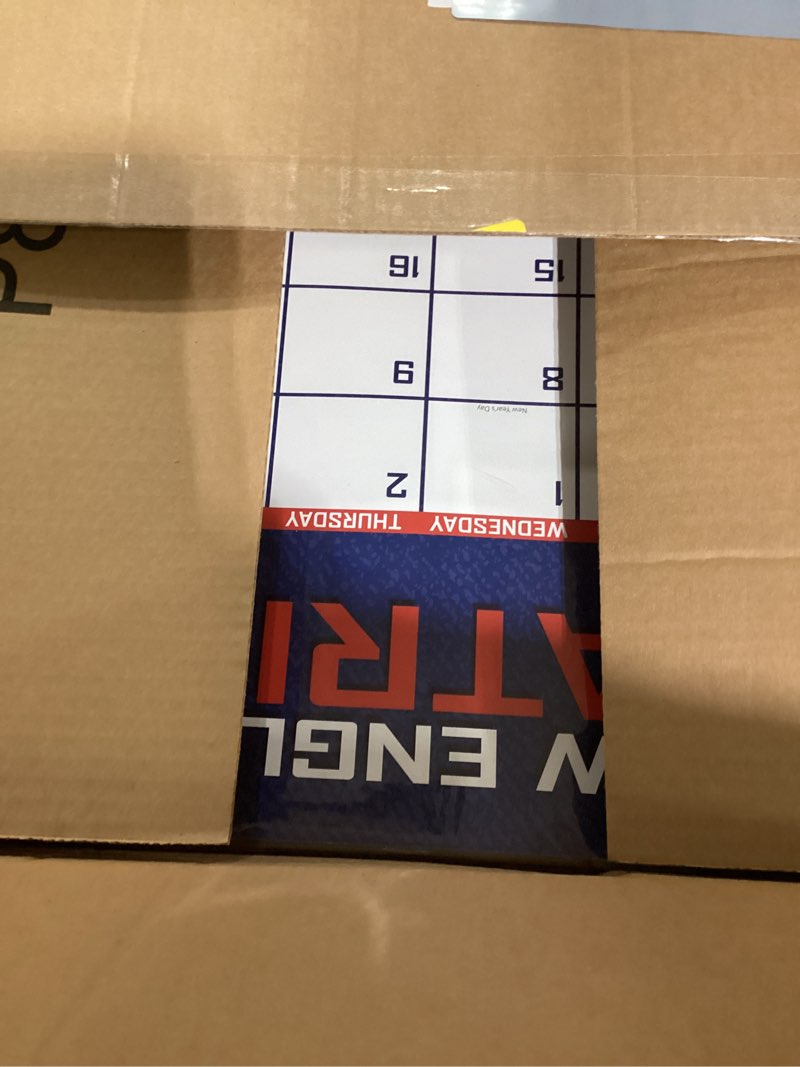 W ENGL
ATRI
WEDNESDAY THURSDAY
1 2
New Year's Day
8 9
15 16